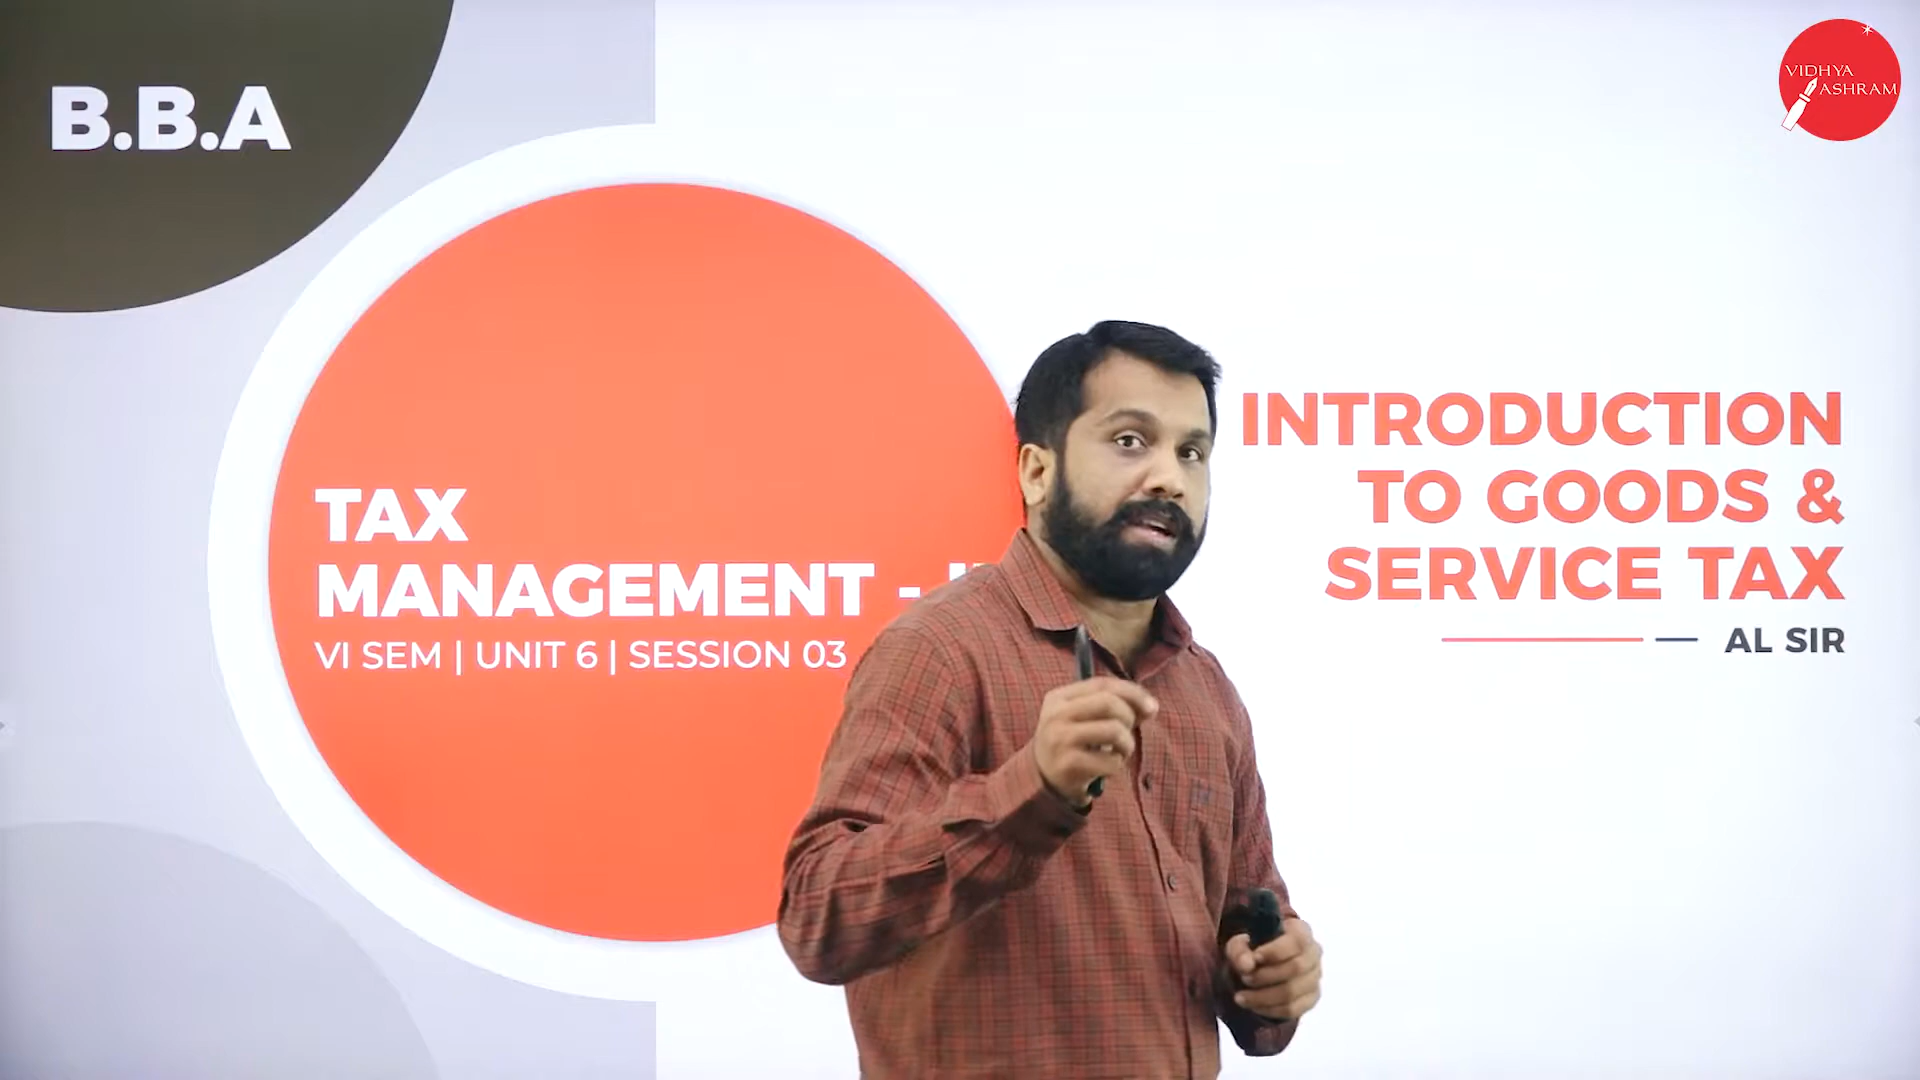 B.B.A
VIDHYA
ASHRAM
TAX
MANAGEMENT -
VI SEM | UNIT 6 | SESSION 03
INTRODUCTION
TO GOODS &
SERVICE TAX
AL SIR